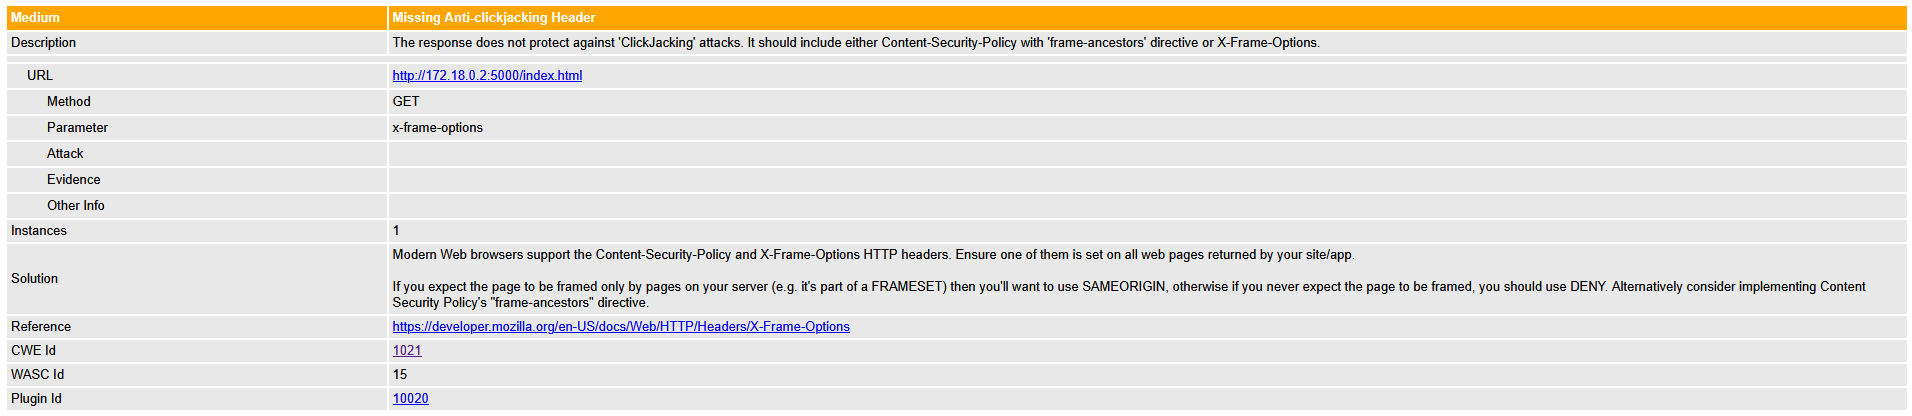 Medium Missing Anti-clickjacking Header
Description The response does not protect against 'ClickJacking' attacks. It should include either Content-Security-Policy with 'frame-ancestors' directive or X-Frame-Options.
URL http://172.18.0.2:5000/index.html
Method GET
Parameter x-frame-options
Attack
Evidence
Other Info
Instances 1
Solution Modern Web browsers support the Content-Security-Policy and X-Frame-Options HTTP headers. Ensure one of them is set on all web pages returned by your site/app.
If you expect the page to be framed only by pages on your server (e.g. it's part of a FRAMESET) then you'll want to use SAMEORIGIN, otherwise if you never expect the page to be framed, you should use DENY. Alternatively consider implementing Content
Security Policy's "frame-ancestors" directive.
Reference https://developer.mozilla.org/en-US/docs/Web/HTTP/Headers/X-Frame-Options
CWE Id 1021
WASC Id 15
Plugin Id 10020